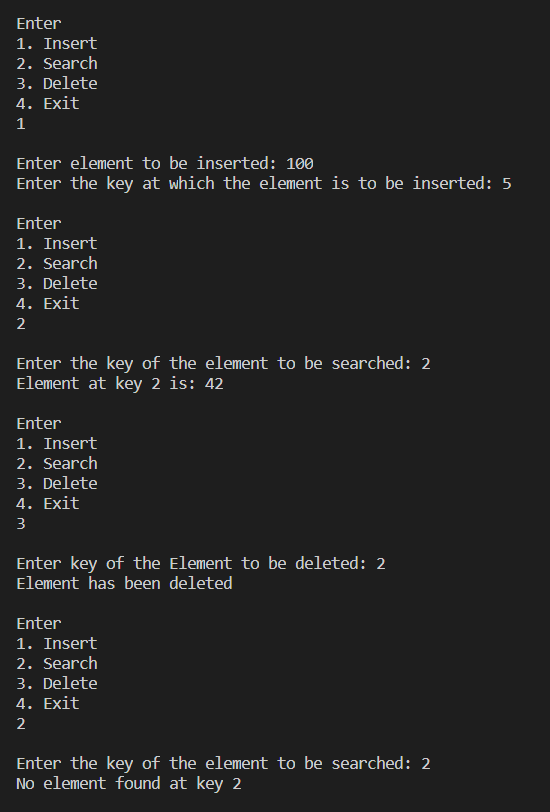 Enter
1. Insert
2. Search
3. Delete
4. Exit
1
Enter element to be inserted: 100
Enter the key at which the element is to be inserted: 5
Enter
1. Insert
2. Search
3. Delete
4. Exit
2
Enter the key of the element to be searched: 2
Element at key 2 is: 42
Enter
1. Insert
2. Search
3. Delete
4. Exit
3
Enter key of the Element to be deleted: 2
Element has been deleted
Enter
1. Insert
2. Search
3. Delete
4. Exit
2
Enter the key of the element to be searched: 2
No element found at key 2